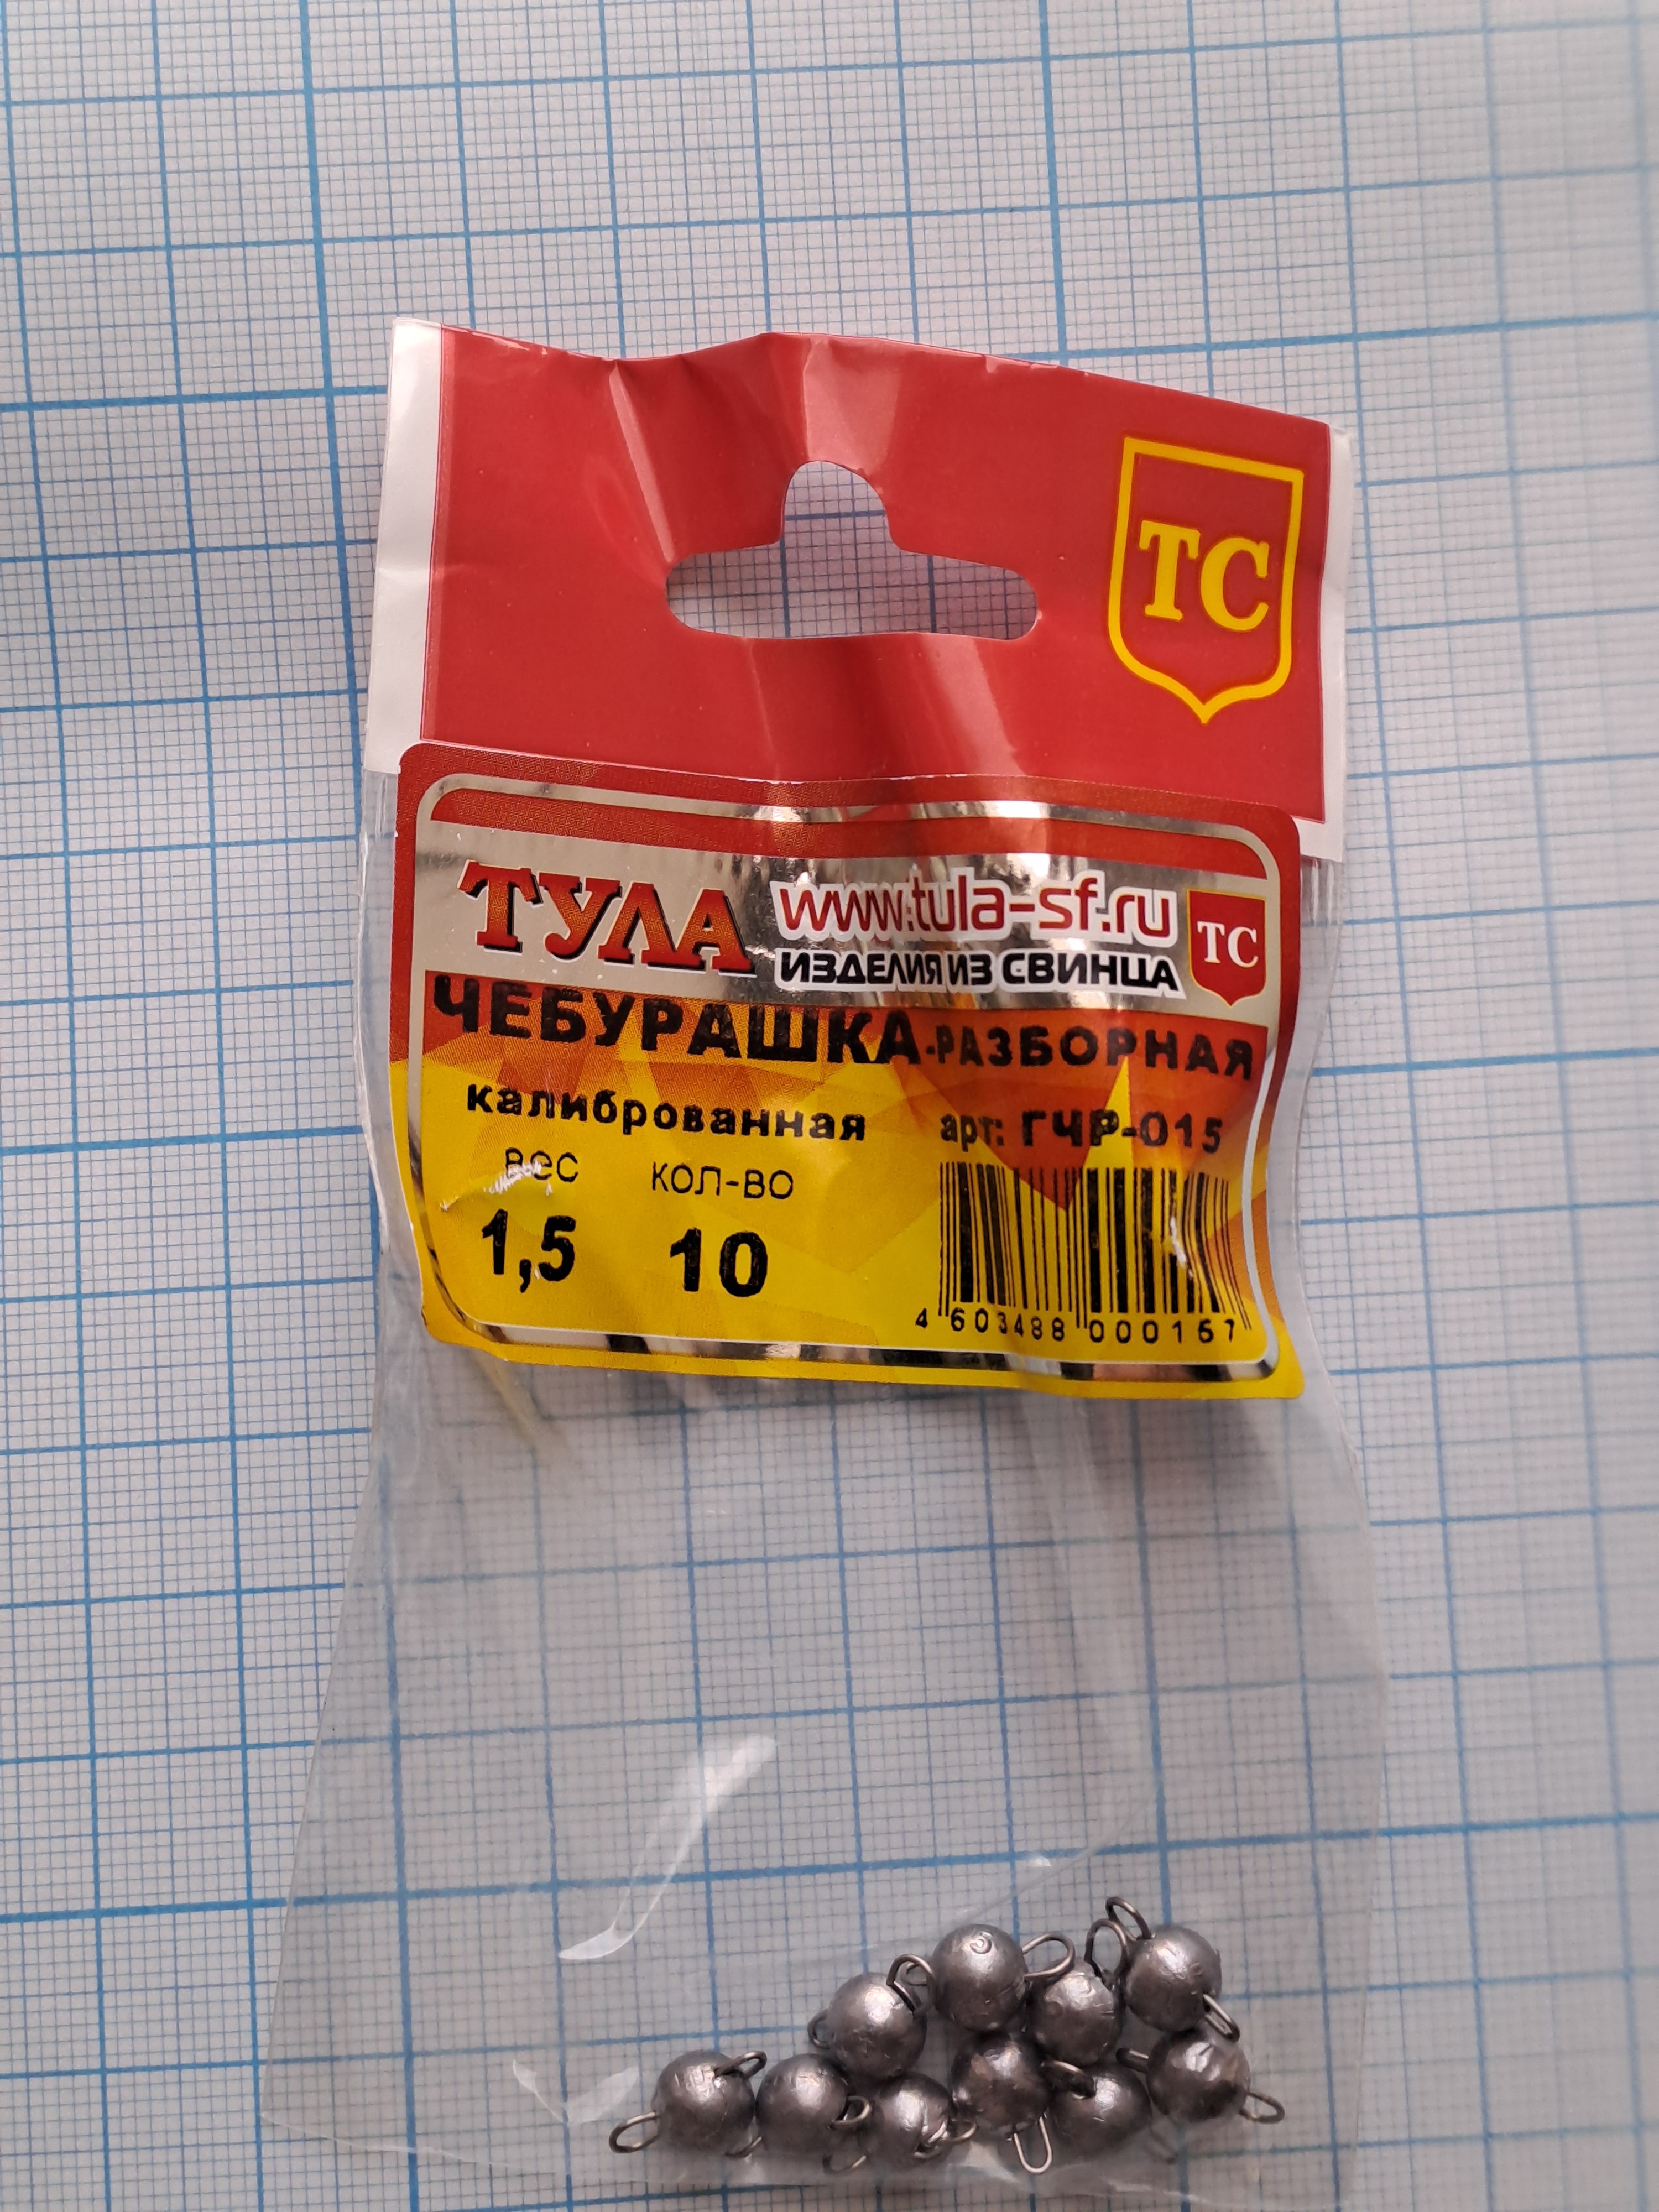 ТС
ТУЛА
www.tula-sf.ru
ИЗДЕЛИЯ ИЗ СВИНЦА
ТС
ЧЕБУРАШКА-РАЗБОРНАЯ
калиброванная
арт: ГЧР-015
вес кол-во
1,5 10
4 603488 000157